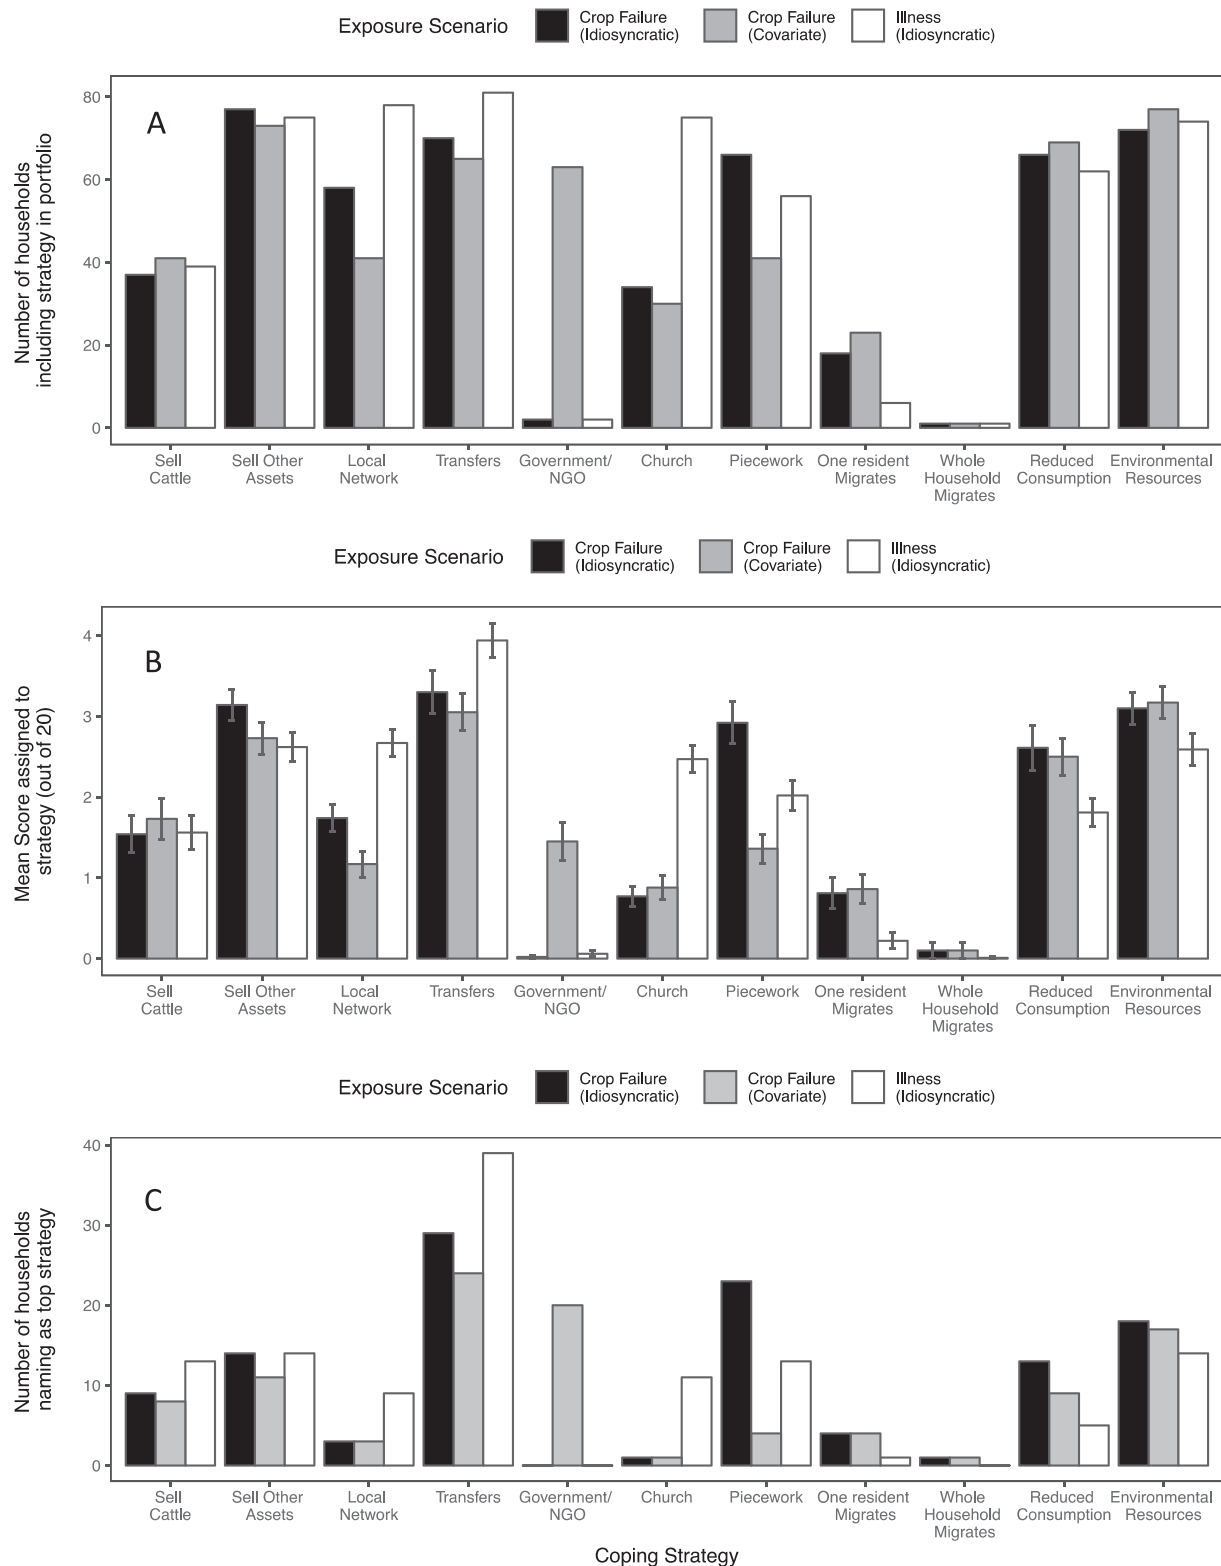 Exposure Scenario
Crop Failure
(Idiosyncratic)
Crop Failure
(Covariate)
Illness
(Idiosyncratic)
A
Number of households
including strategy in portfolio
80
60
40
20
0
Sell
Cattle
Sell Other
Assets
Local
Network
Transfers
Government/
NGO
Church
Piecework
One resident
Migrates
Whole
Household
Migrates
Reduced
Consumption
Environmental
Resources
Exposure Scenario
Crop Failure
(Idiosyncratic)
Crop Failure
(Covariate)
Illness
(Idiosyncratic)
B
Mean Score assigned to
strategy (out of 20)
4
3
2
1
0
Sell
Cattle
Sell Other
Assets
Local
Network
Transfers
Government/
NGO
Church
Piecework
One resident
Migrates
Whole
Household
Migrates
Reduced
Consumption
Environmental
Resources
Exposure Scenario
Crop Failure
(Idiosyncratic)
Crop Failure
(Covariate)
Illness
(Idiosyncratic)
C
Number of households
naming as top strategy
40
30
20
10
0
Sell
Cattle
Sell Other
Assets
Local
Network
Transfers
Government/
NGO
Church
Piecework
One resident
Migrates
Whole
Household
Migrates
Reduced
Consumption
Environmental
Resources
Coping Strategy